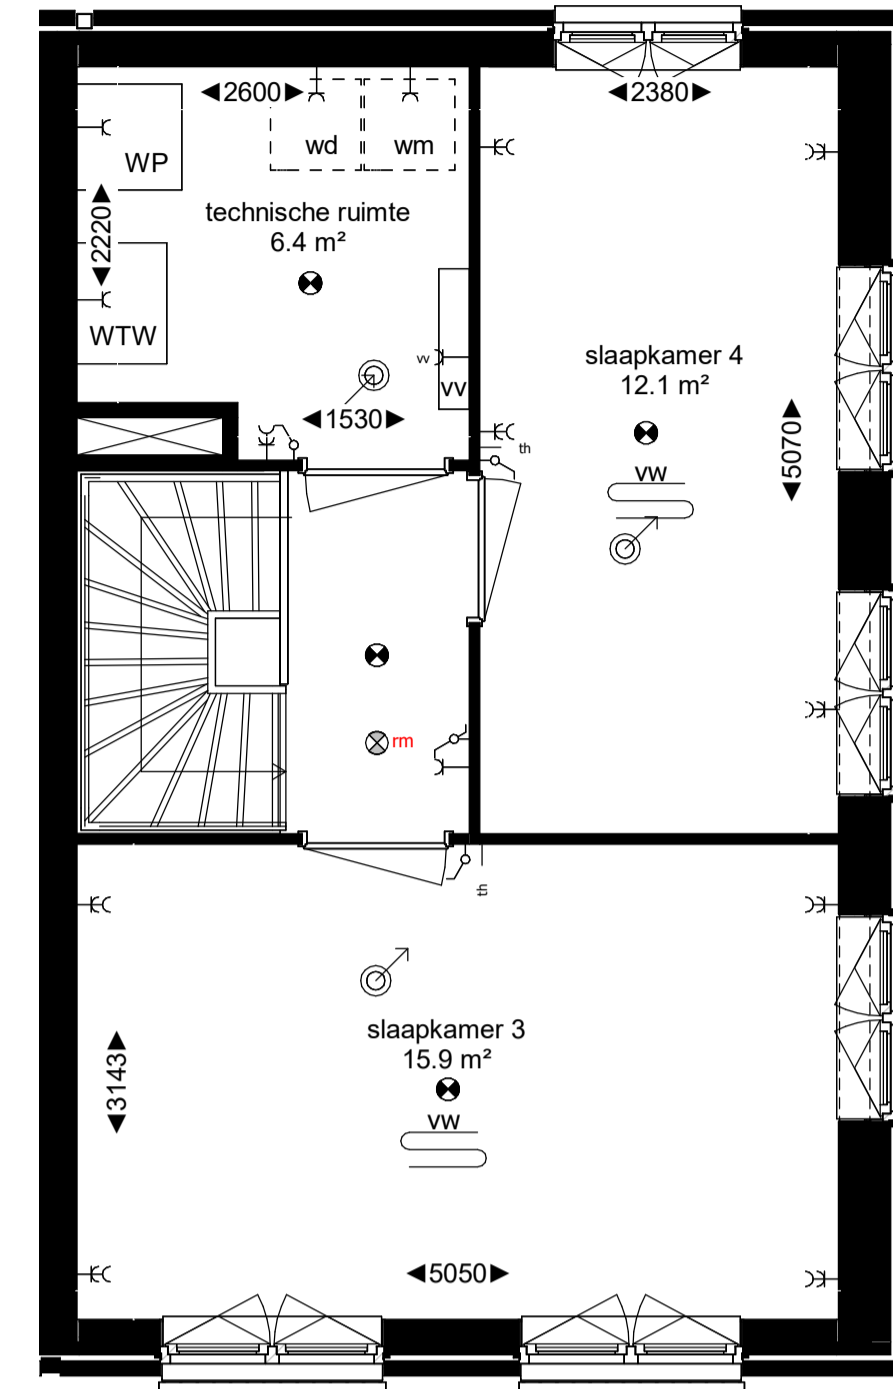 2600
2380
wd
wm
WP
technische ruimte
6.4 m²
2220
WTW
slaapkamer 4
12.1 m²
vv
VV
1530
5070
th
vw
rm
th
slaapkamer 3
15.9 m²
3143
vw
5050